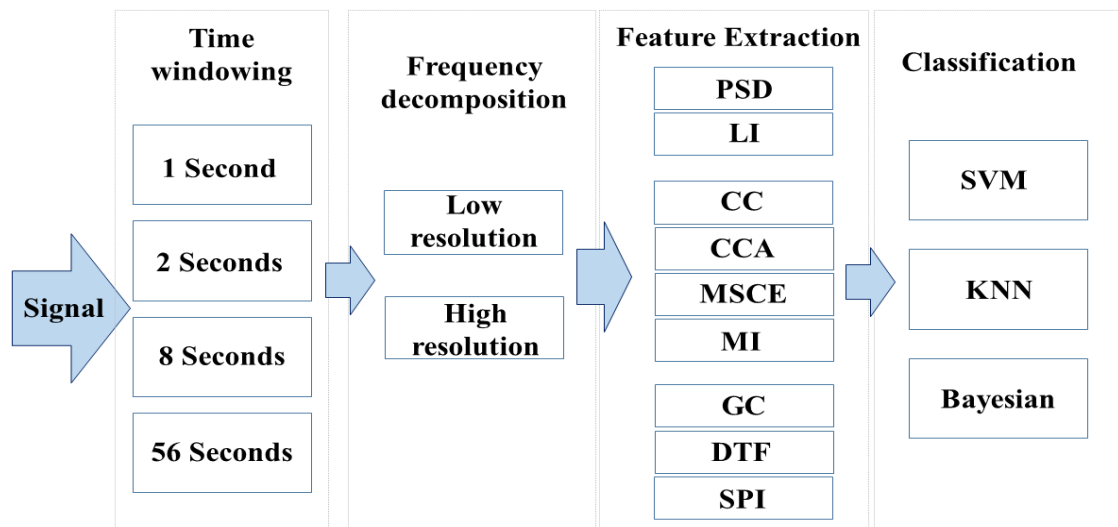 Signal
Time
windowing
1 Second
2 Seconds
8 Seconds
56 Seconds
Frequency
decomposition
Low
resolution
High
resolution
Feature Extraction
PSD
LI
CC
CCA
MSCE
MI
GC
DTF
SPI
Classification
SVM
KNN
Bayesian